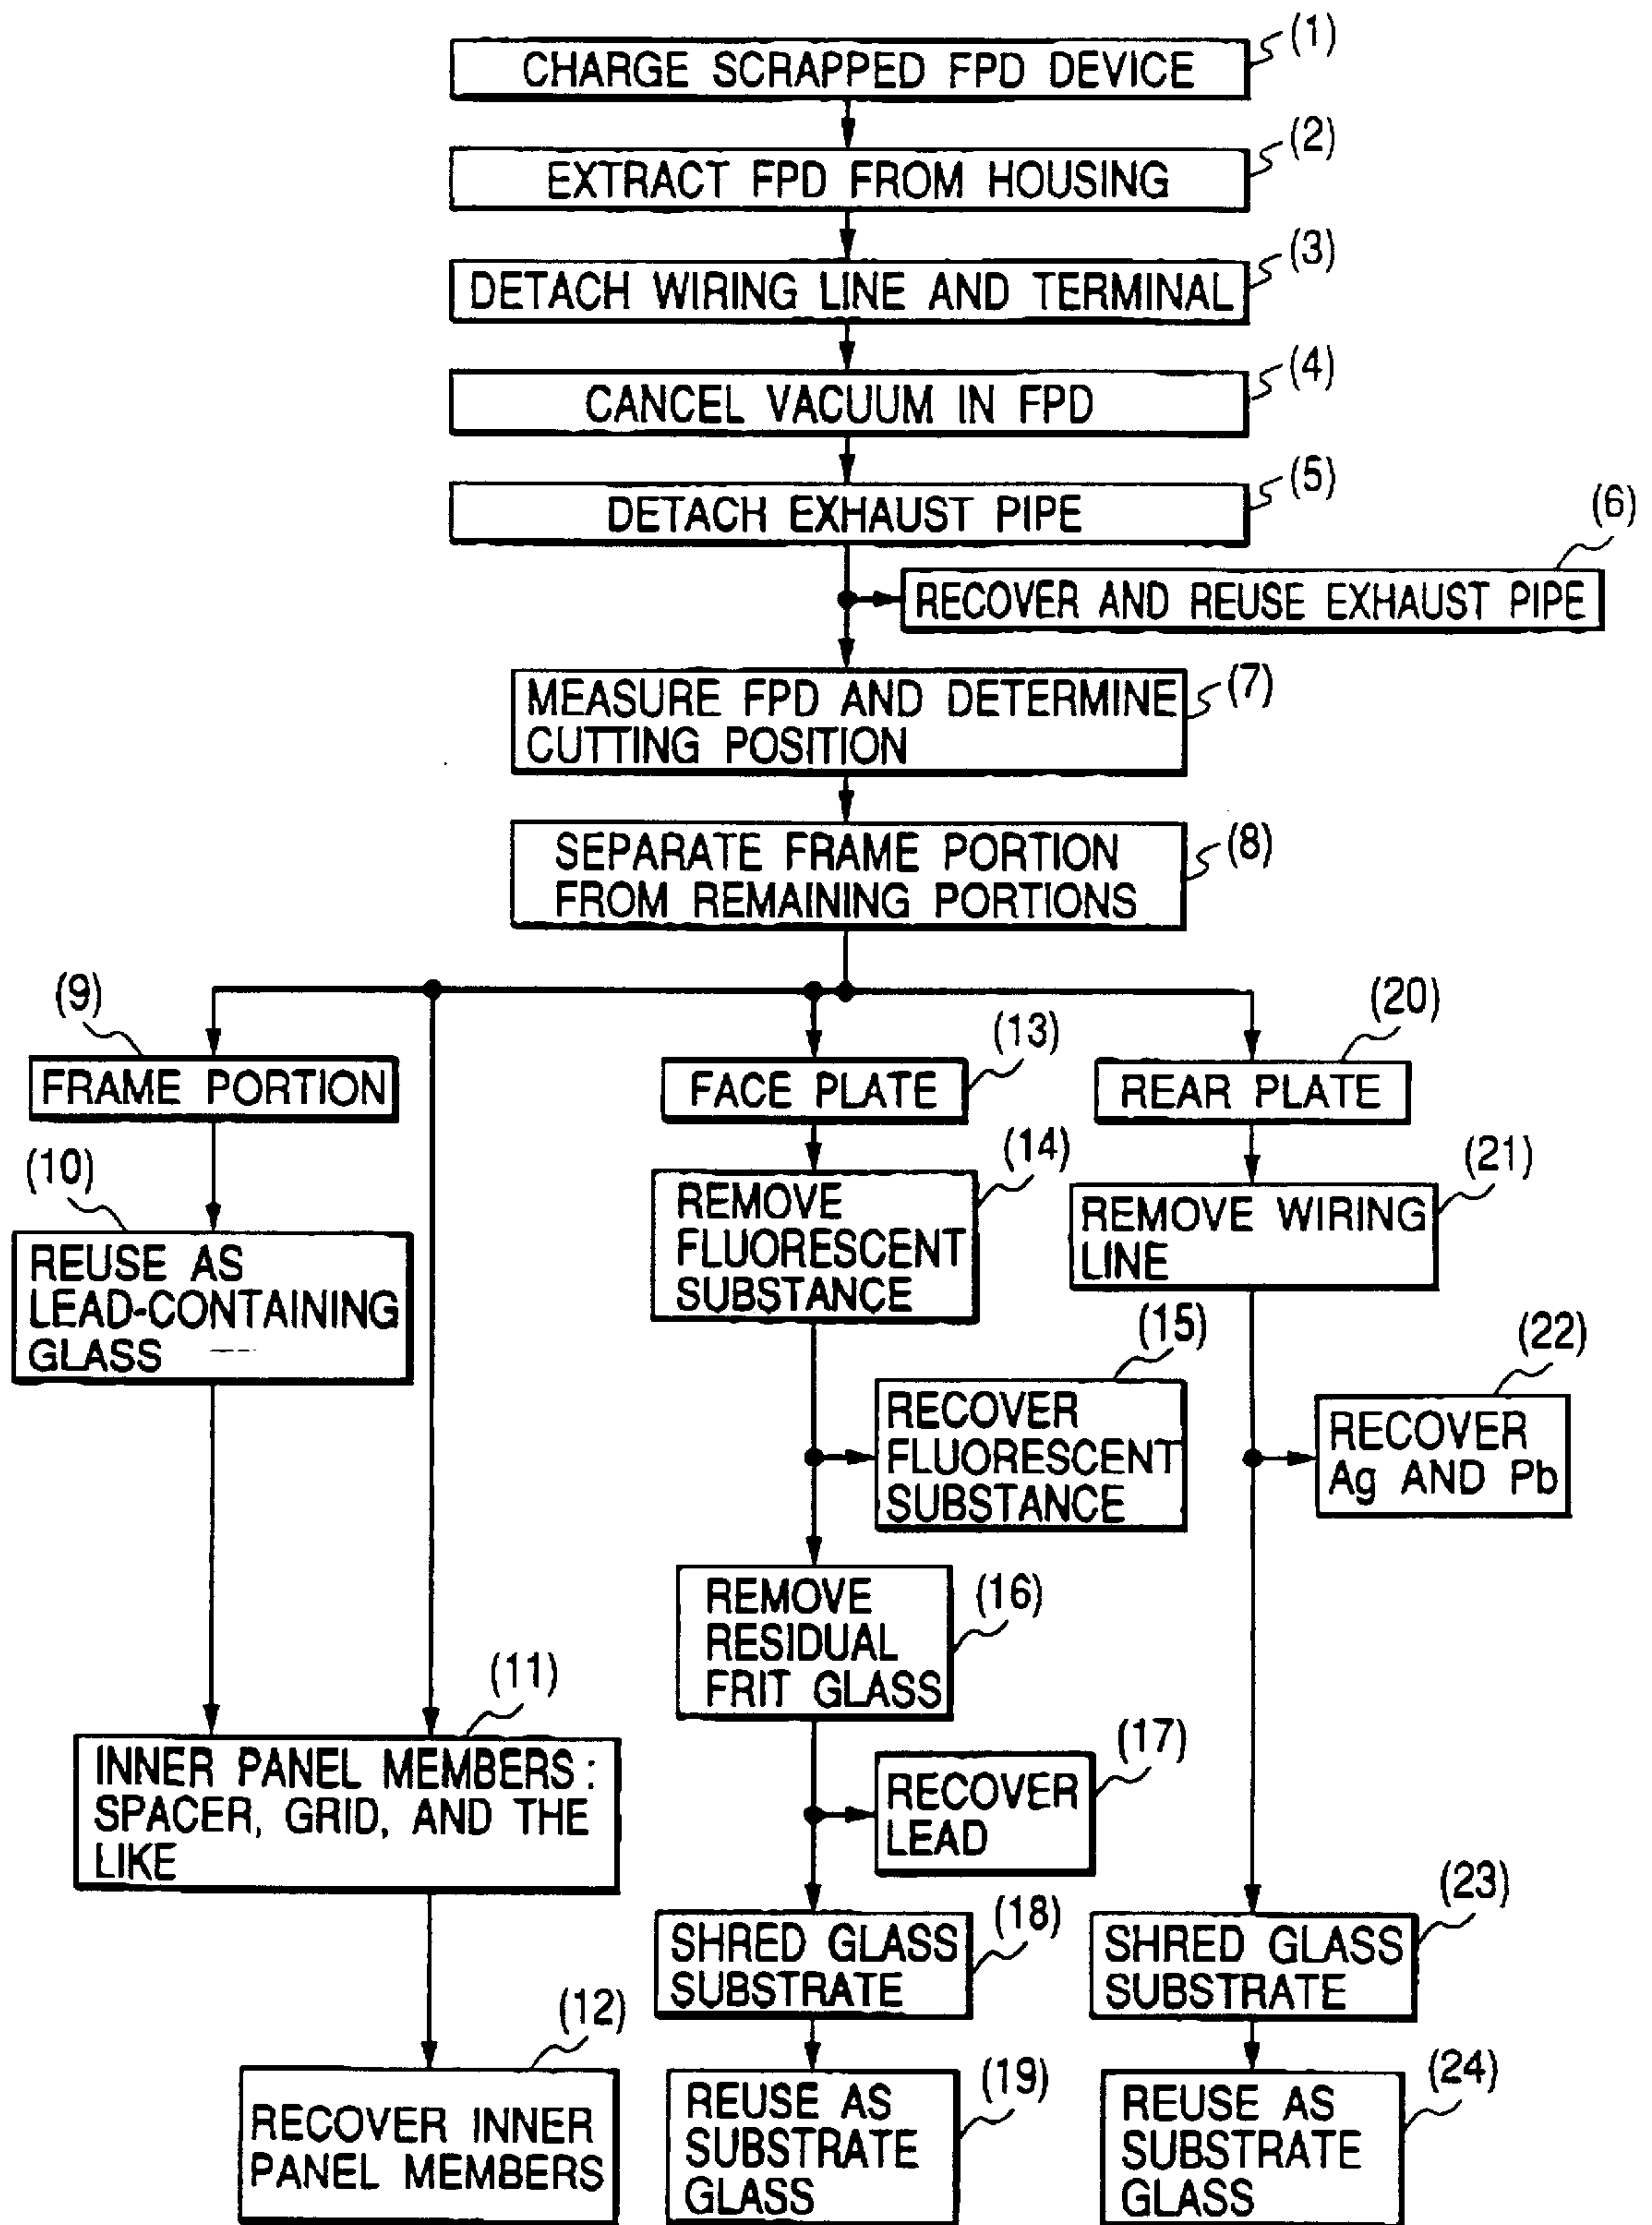 (1)
CHARGE SCRAPPED FPD DEVICE
(2)
EXTRACT FPD FROM HOUSING
(3)
DETACH WIRING LINE AND TERMINAL
(4)
CANCEL VACUUM IN FPD
(5)
DETACH EXHAUST PIPE
(6)
RECOVER AND REUSE EXHAUST PIPE
(7)
MEASURE FPD AND DETERMINE
CUTTING POSITION
(8)
SEPARATE FRAME PORTION
FROM REMAINING PORTIONS
(9)
FRAME PORTION
(10)
REUSE AS
LEAD-CONTAINING
GLASS
(11)
INNER PANEL MEMBERS:
SPACER, GRID, AND THE
LIKE
(12)
RECOVER INNER
PANEL MEMBERS
(13)
FACE PLATE
(14)
REMOVE
FLUORESCENT
SUBSTANCE
(15)
RECOVER
FLUORESCENT
SUBSTANCE
(16)
REMOVE
RESIDUAL
FRIT GLASS
(17)
RECOVER
LEAD
(18)
SHRED GLASS
SUBSTRATE
(19)
REUSE AS
SUBSTRATE
GLASS
(20)
REAR PLATE
(21)
REMOVE WIRING
LINE
(22)
RECOVER
Ag AND Pb
(23)
SHRED GLASS
SUBSTRATE
(24)
REUSE AS
SUBSTRATE
GLASS